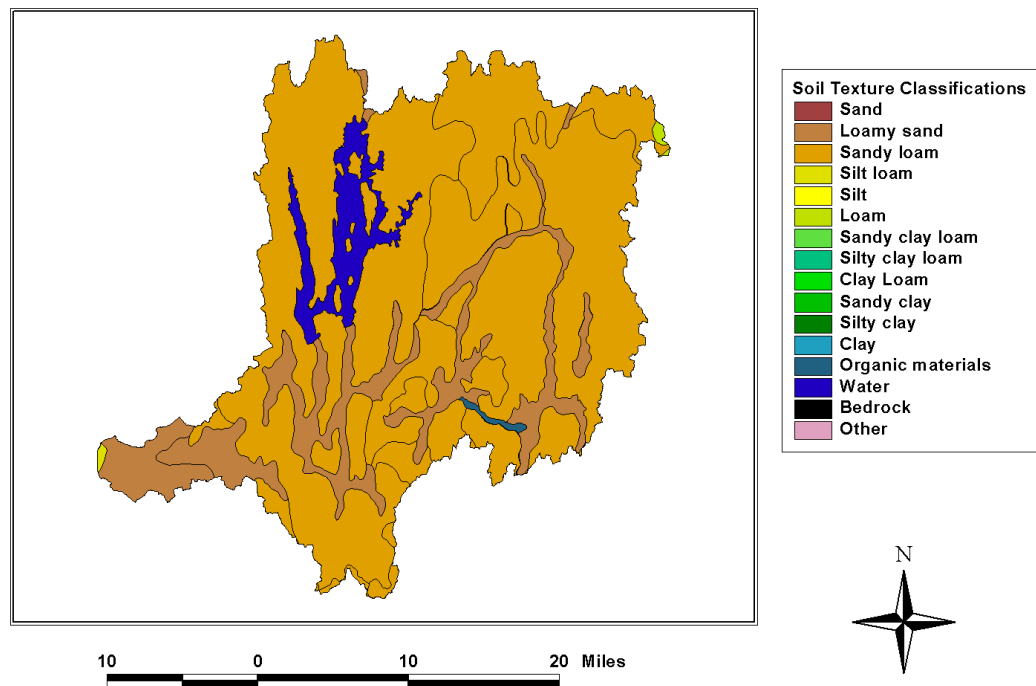 Soil Texture Classifications
Sand
Loamy sand
Sandy loam
Silt loam
Silt
Loam
Sandy clay loam
Silty clay loam
Clay Loam
Sandy clay
Silty clay
Clay
Organic materials
Water
Bedrock
Other
N
10 0 10 20 Miles